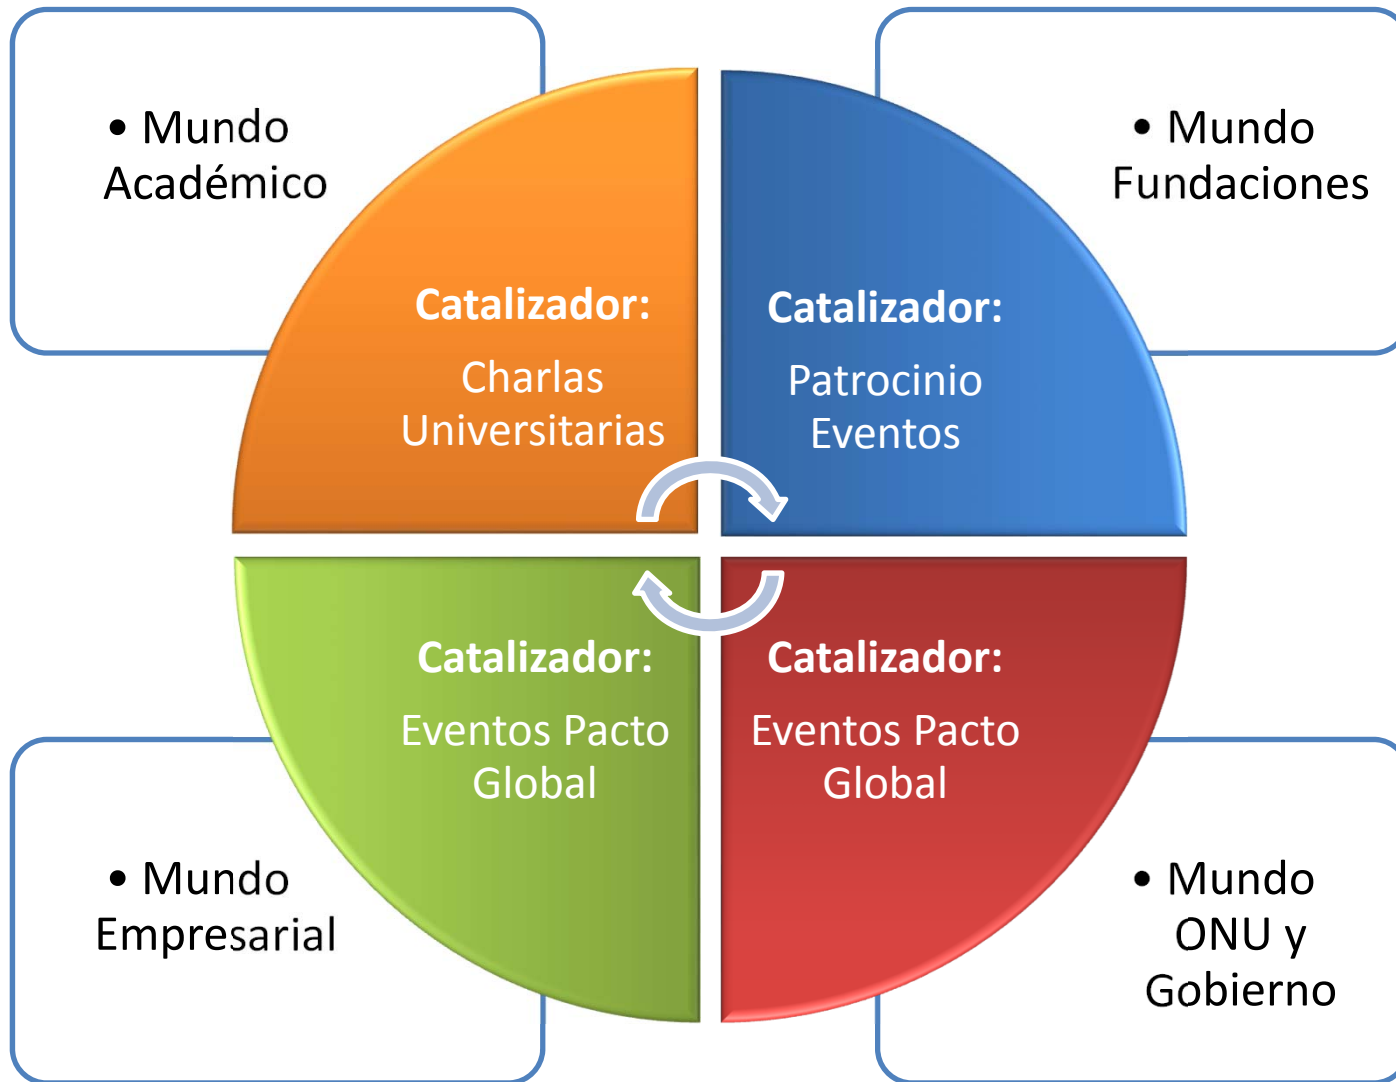 • Mundo
Académico
• Mundo
Fundaciones
Catalizador:
Charlas
Universitarias
Catalizador:
Patrocinio
Eventos
Catalizador:
Eventos Pacto
Global
Catalizador:
Eventos Pacto
Global
• Mundo
Empresarial
• Mundo
ONU y
Gobierno